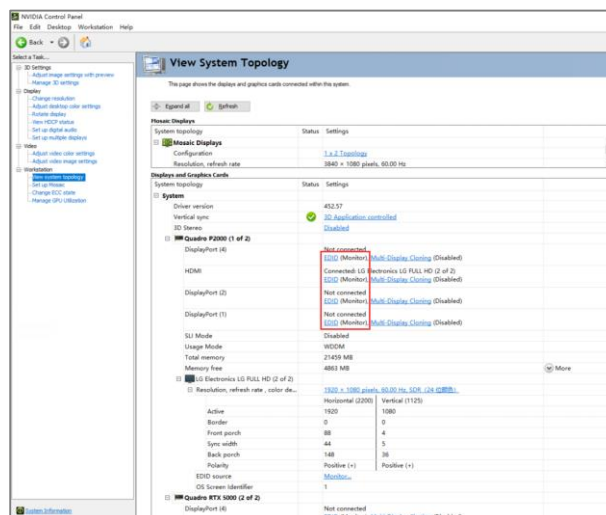 NVIDIA Control Panel
File Edit Desktop Workstation Help
Back
Select a Task...
3D Settings
Adjust image settings with preview
Manage 3D settings
Display
Change resolution
Adjust desktop color settings
Rotate display
View HDCP status
Set up digital audio
Set up multiple displays
Video
Adjust video color settings
Adjust video image settings
Workstation
View system topology
Set up Mosaic
Change ECC state
Manage GPU Utilization
System Information
View System Topology
This page shows the displays and graphics cards connected within this system.
Expand all Refresh
Mosaic Displays
System topology Status Settings
Mosaic Displays
Configuration 1 x 2 Topology
Resolution, refresh rate 3840 × 1080 pixels, 60.00 Hz
Displays and Graphics Cards
System topology Status Settings
System
Driver version 452.57
Vertical sync 3D Application controlled
3D Stereo Disabled
Quadro P2000 (1 of 2)
DisplayPort (4) Not connected
EDID (Monitor), Multi-Display Cloning (Disabled)
HDMI Connected: LG Electronics LG FULL HD (2 of 2)
EDID (Monitor), Multi-Display Cloning (Disabled)
DisplayPort (2) Not connected
EDID (Monitor), Multi-Display Cloning (Disabled)
DisplayPort (1) Not connected
EDID (Monitor), Multi-Display Cloning (Disabled)
SLI Mode Disabled
Usage Mode WDDM
Total memory 21459 MB
Memory free 4863 MB More
LG Electronics LG FULL HD (2 of 2)
Resolution, refresh rate , color de... 1920 × 1080 pixels, 60.00 Hz, SDR, (24 位颜色)
Horizontal (2200) Vertical (1125)
Active 1920 1080
Border 0 0
Front porch 88 4
Sync width 44 5
Back porch 148 36
Polarity Positive (+) Positive (+)
EDID source Monitor...
OS Screen Identifier 1
Quadro RTX 5000 (2 of 2)
DisplayPort (4) Not connected